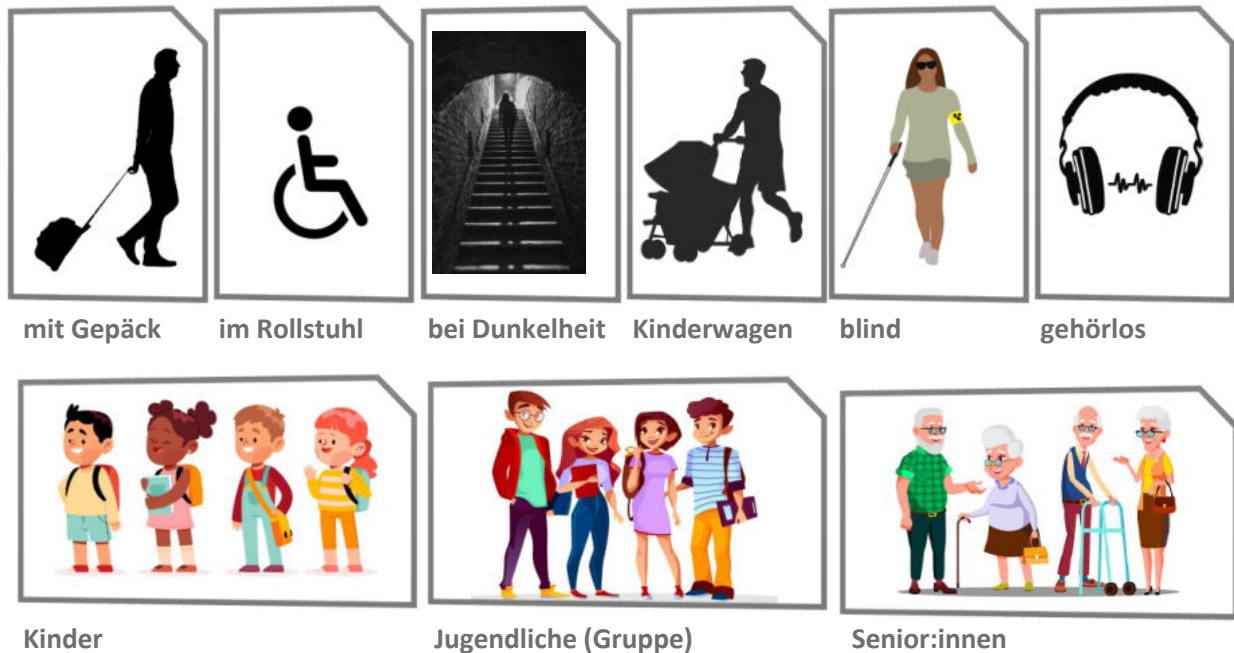 mit Gepäck im Rollstuhl bei Dunkelheit Kinderwagen blind gehörlos
Kinder Jugendliche (Gruppe) Senior:innen